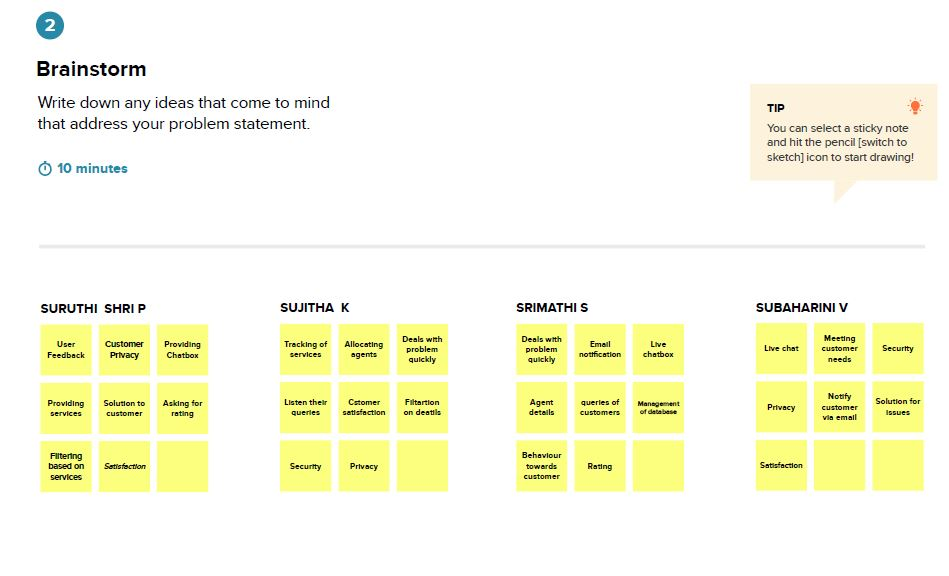 2
Brainstorm
Write down any ideas that come to mind
that address your problem statement.
10 minutes
TIP
You can select a sticky note
and hit the pencil [switch to
sketch] icon to start drawing!
SURUTHI SHRI P
User
Feedback
Customer
Privacy
Providing
Chatbox
Providing
services
Solution to
customer
Asking for
rating
Filtering
based on
services
Satisfaction
SUJITHA K
Tracking of
services
Allocating
agents
Deals with
problem
quickly
Listen their
queries
Cstomer
satisfaction
Filtartion
on deatils
Security
Privacy
SRIMATHI S
Deals with
problem
quickly
Email
notification
Live
chatbox
Agent
details
queries of
customers
Management
of database
Behaviour
towards
customer
Rating
SUBAHARINI V
Live chat
Meeting
customer
needs
Security
Privacy
Notify
customer
via email
Solution for
issues
Satisfaction